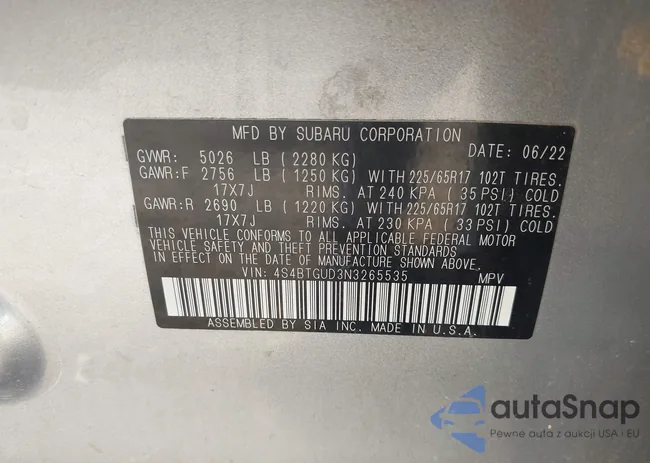 MFD BY SUBARU CORPORATION
GVWR: 5026 LB (2280 KG) DATE: 06/22
GAWR:F 2756 LB (1250 KG) WITH 225/65R17 102T TIRES.
17X7J RIMS. AT 240 KPA (35 PSI) COLD
GAWR:R 2690 LB (1220 KG) WITH 225/65R17 102T TIRES.
17X7J RIMS. AT 230 KPA (33 PSI) COLD
THIS VEHICLE CONFORMS TO ALL APPLICABLE FEDERAL MOTOR
VEHICLE SAFETY AND THEFT PREVENTION STANDARDS
IN EFFECT ON THE DATE OF MANUFACTURE SHOWN ABOVE.
VIN: 4S4BTGUD3N3265535 MPV
ASSEMBLED BY SIA INC. MADE IN U.S.A.
autaSnap
Pewne auta z aukcji USA i EU